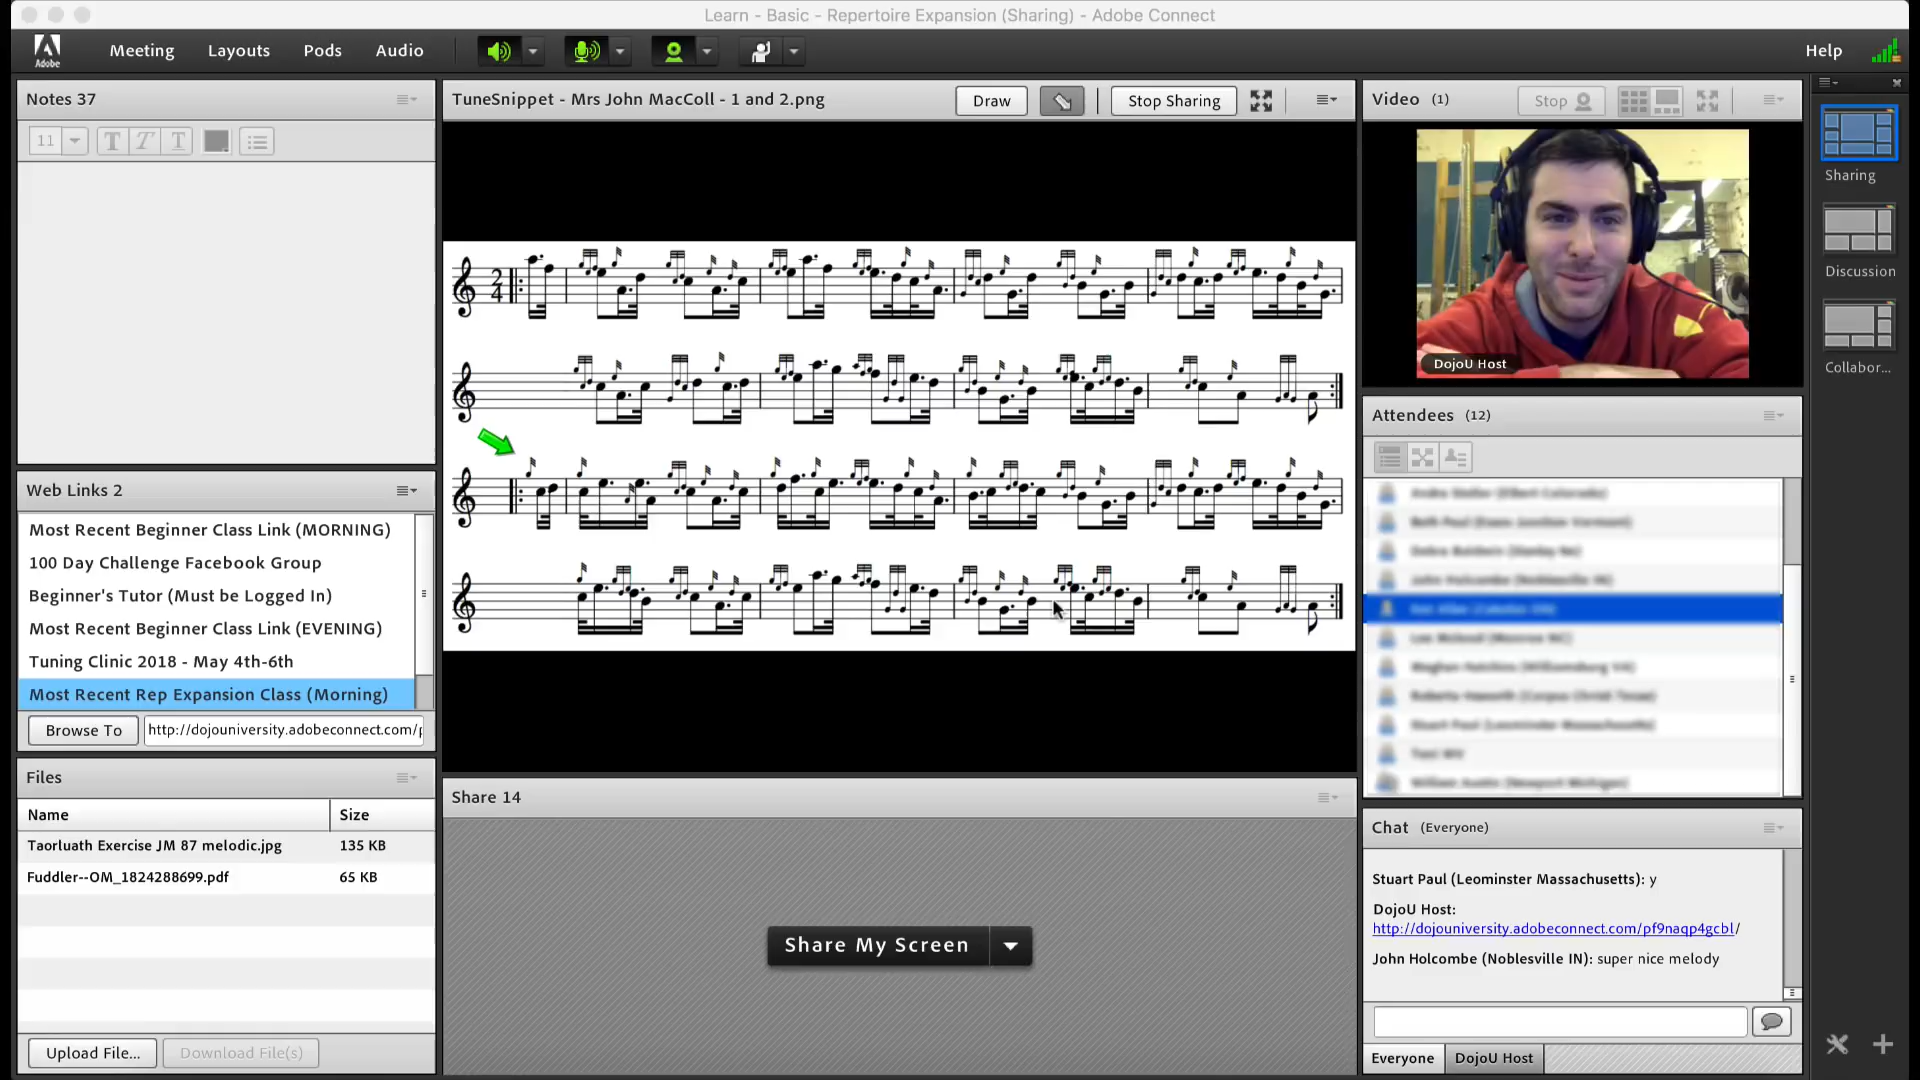 Learn - Basic - Repertoire Expansion (Sharing) - Adobe Connect
Adobe
Meeting
Layouts
Pods
Audio
Help
Notes 37
11
T T T
TuneSnippet - Mrs John MacColl - 1 and 2.png
Draw
Stop Sharing
2
4
Video (1)
Stop
DojoU Host
Sharing
Discussion
Collabor...
Attendees (12)
Web Links 2
Most Recent Beginner Class Link (MORNING)
100 Day Challenge Facebook Group
Beginner's Tutor (Must be Logged In)
Most Recent Beginner Class Link (EVENING)
Tuning Clinic 2018 - May 4th-6th
Most Recent Rep Expansion Class (Morning)
Browse To
http://dojouniversity.adobeconnect.com/p
Files
Name Size
Taorluath Exercise JM 87 melodic.jpg 135 KB
Fuddler--OM_1824288699.pdf 65 KB
Upload File...
Download File(s)
Share 14
Share My Screen
Chat (Everyone)
Stuart Paul (Leominster Massachusetts): y
DojoU Host:
http://dojouniversity.adobeconnect.com/pf9naqp4gcbl/
John Holcombe (Noblesville IN): super nice melody
Everyone
DojoU Host